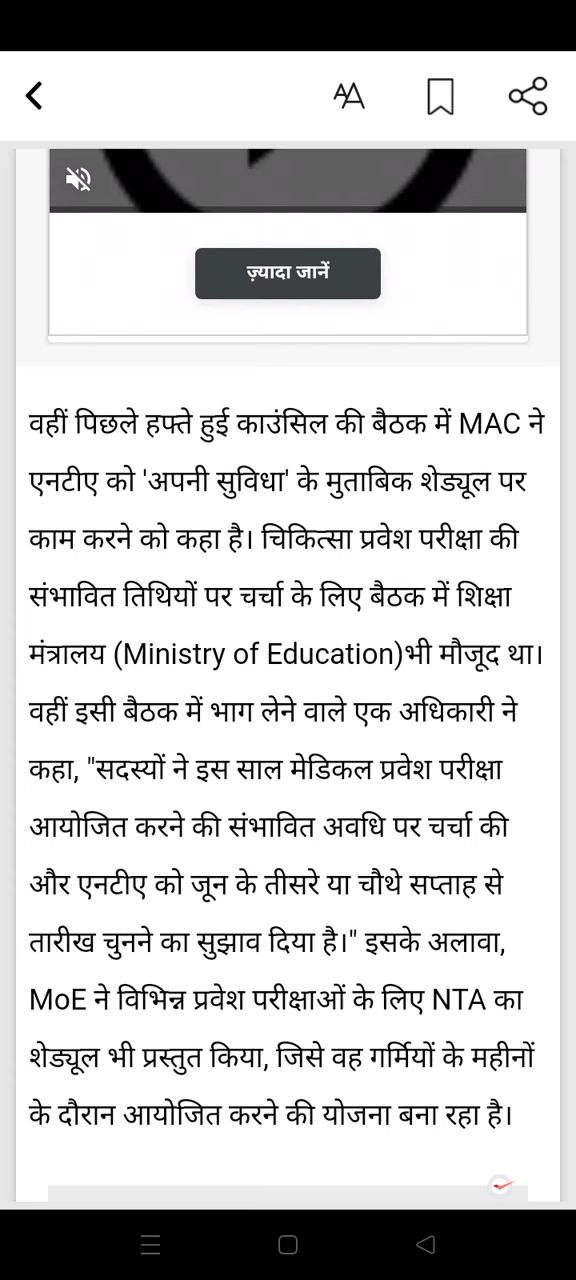 ज़्यादा जानें
वहीं पिछले हफ्ते हुई काउंसिल की बैठक में MAC ने
एनटीए को 'अपनी सुविधा' के मुताबिक शेड्यूल पर
काम करने को कहा है। चिकित्सा प्रवेश परीक्षा की
संभावित तिथियों पर चर्चा के लिए बैठक में शिक्षा
मंत्रालय (Ministry of Education)भी मौजूद था।
वहीं इसी बैठक में भाग लेने वाले एक अधिकारी ने
कहा, "सदस्यों ने इस साल मेडिकल प्रवेश परीक्षा
आयोजित करने की संभावित अवधि पर चर्चा की
और एनटीए को जून के तीसरे या चौथे सप्ताह से
तारीख चुनने का सुझाव दिया है।" इसके अलावा,
MoE ने विभिन्न प्रवेश परीक्षाओं के लिए NTA का
शेड्यूल भी प्रस्तुत किया, जिसे वह गर्मियों के महीनों
के दौरान आयोजित करने की योजना बना रहा है।